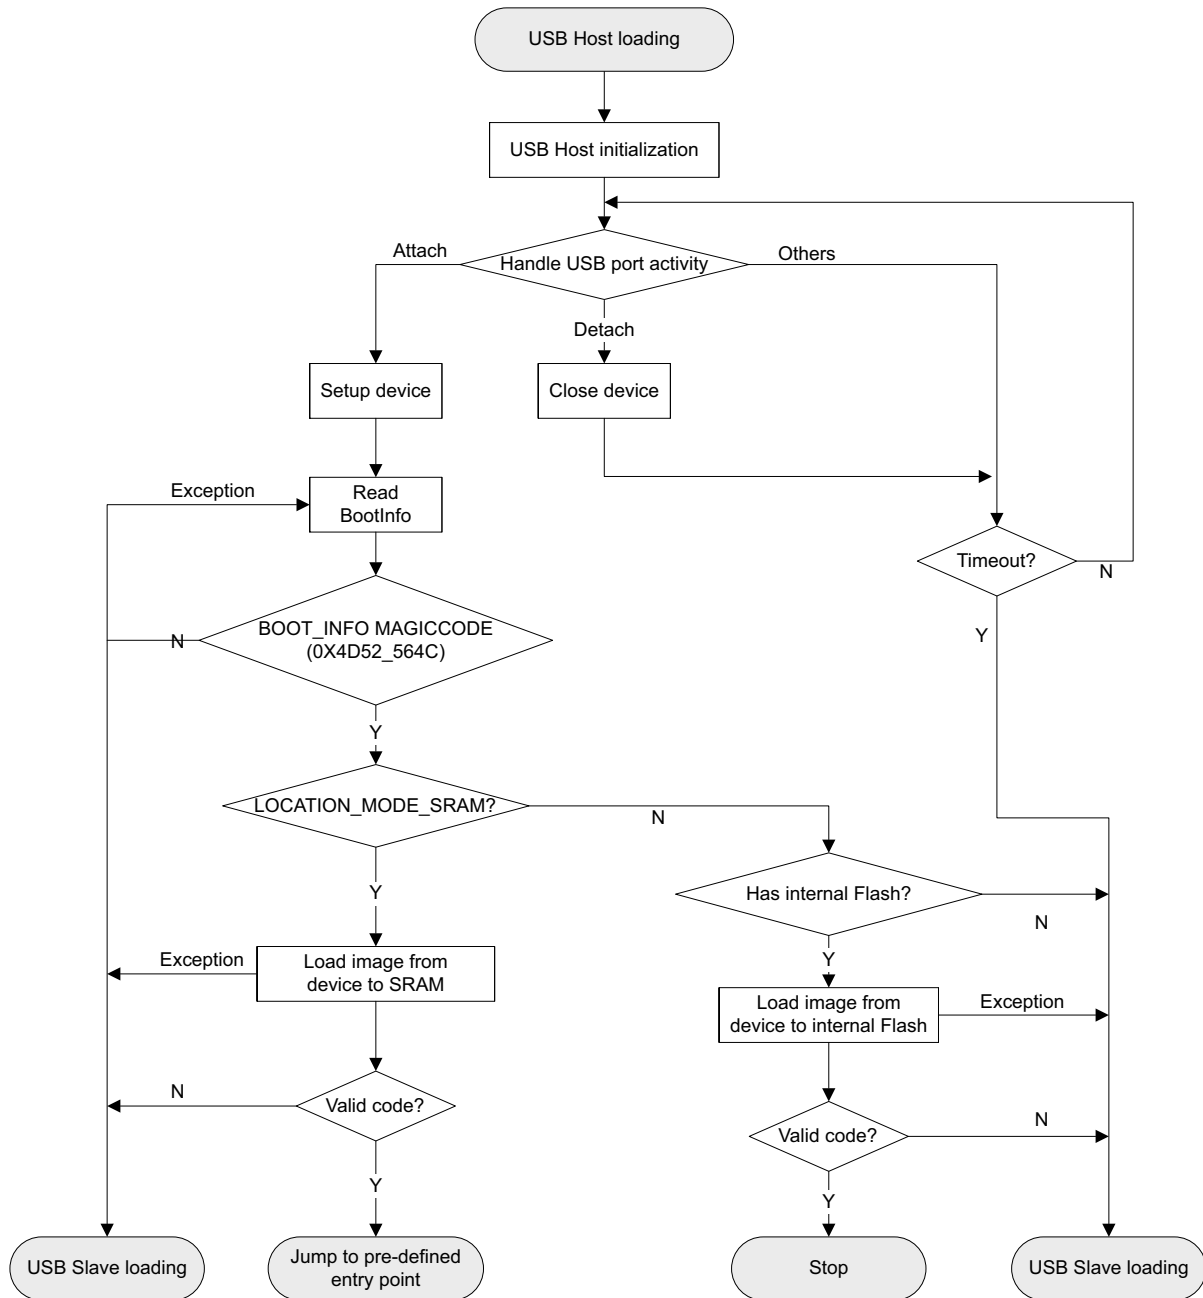 USB Host loading
USB Host initialization
Attach
Handle USB port activity
Others
Detach
Setup device
Close device
Exception
Read
BootInfo
Timeout?
N
BOOT_INFO MAGICCODE
(0X4D52_564C)
N
Y
Y
LOCATION_MODE_SRAM?
N
Y
Has internal Flash?
N
Exception
Load image from
device to SRAM
Y
Load image from
device to internal Flash
Exception
N
Valid code?
Valid code?
N
Y
Y
USB Slave loading
Jump to pre-defined
entry point
Stop
USB Slave loading